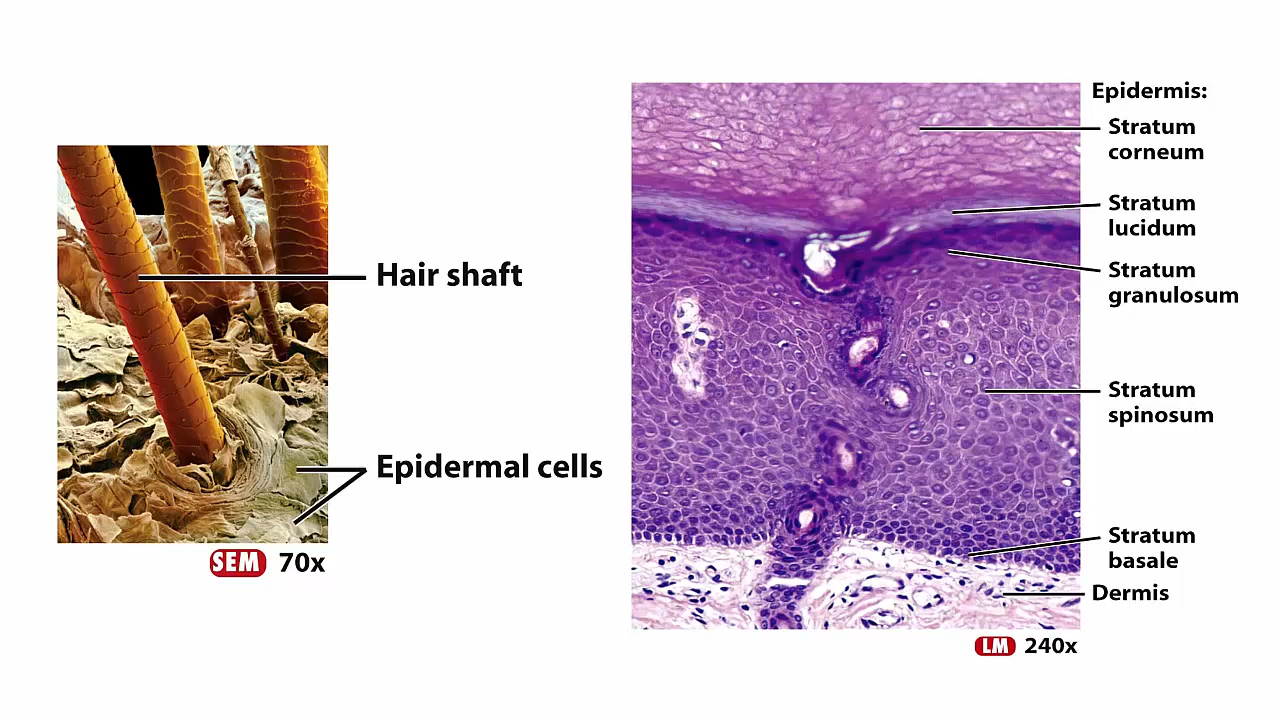 Hair shaft
Epidermal cells
SEM 70x
Epidermis:
Stratum
corneum
Stratum
lucidum
Stratum
granulosum
Stratum
spinosum
Stratum
basale
Dermis
LM 240x